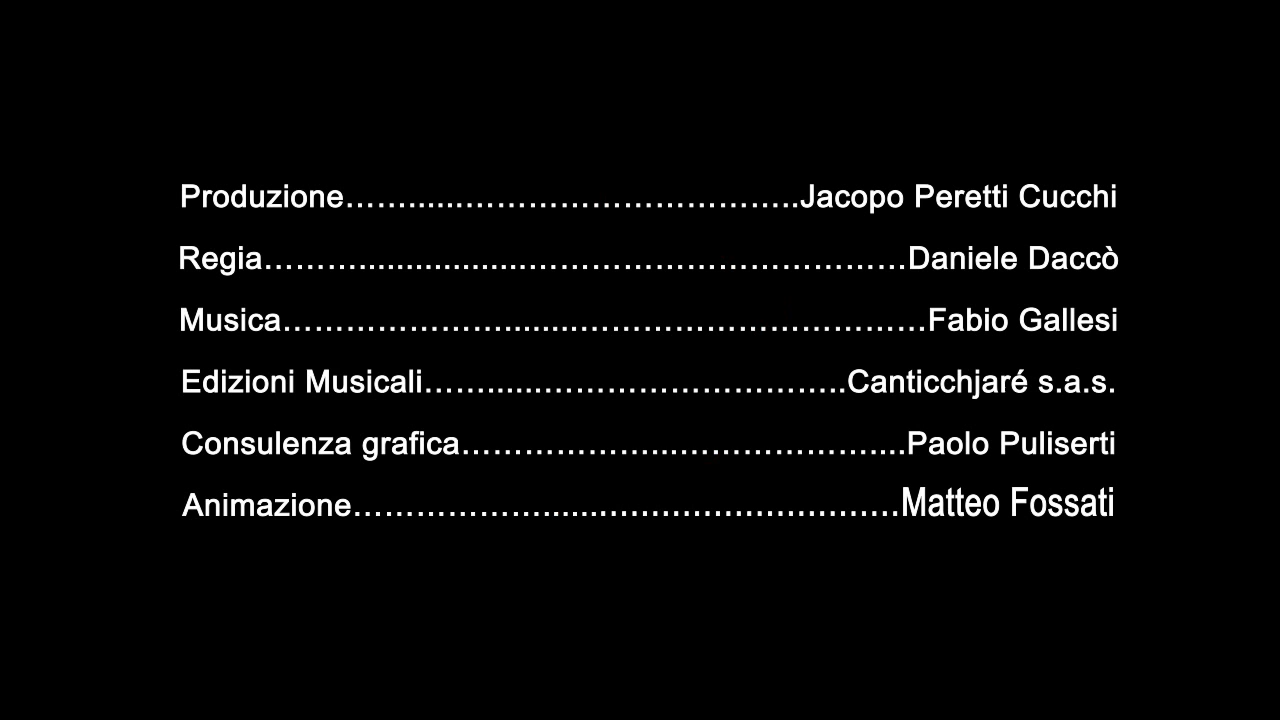 Produzione…….....…………………………..Jacopo Peretti Cucchi
Regia………..................………………………………Daniele Daccò
Musica…………………........……………………………Fabio Gallesi
Edizioni Musicali…….....………………………..Canticchjaré s.a.s.
Consulenza grafica………………...………………....Paolo Puliserti
Animazione……………….....……………………….Matteo Fossati